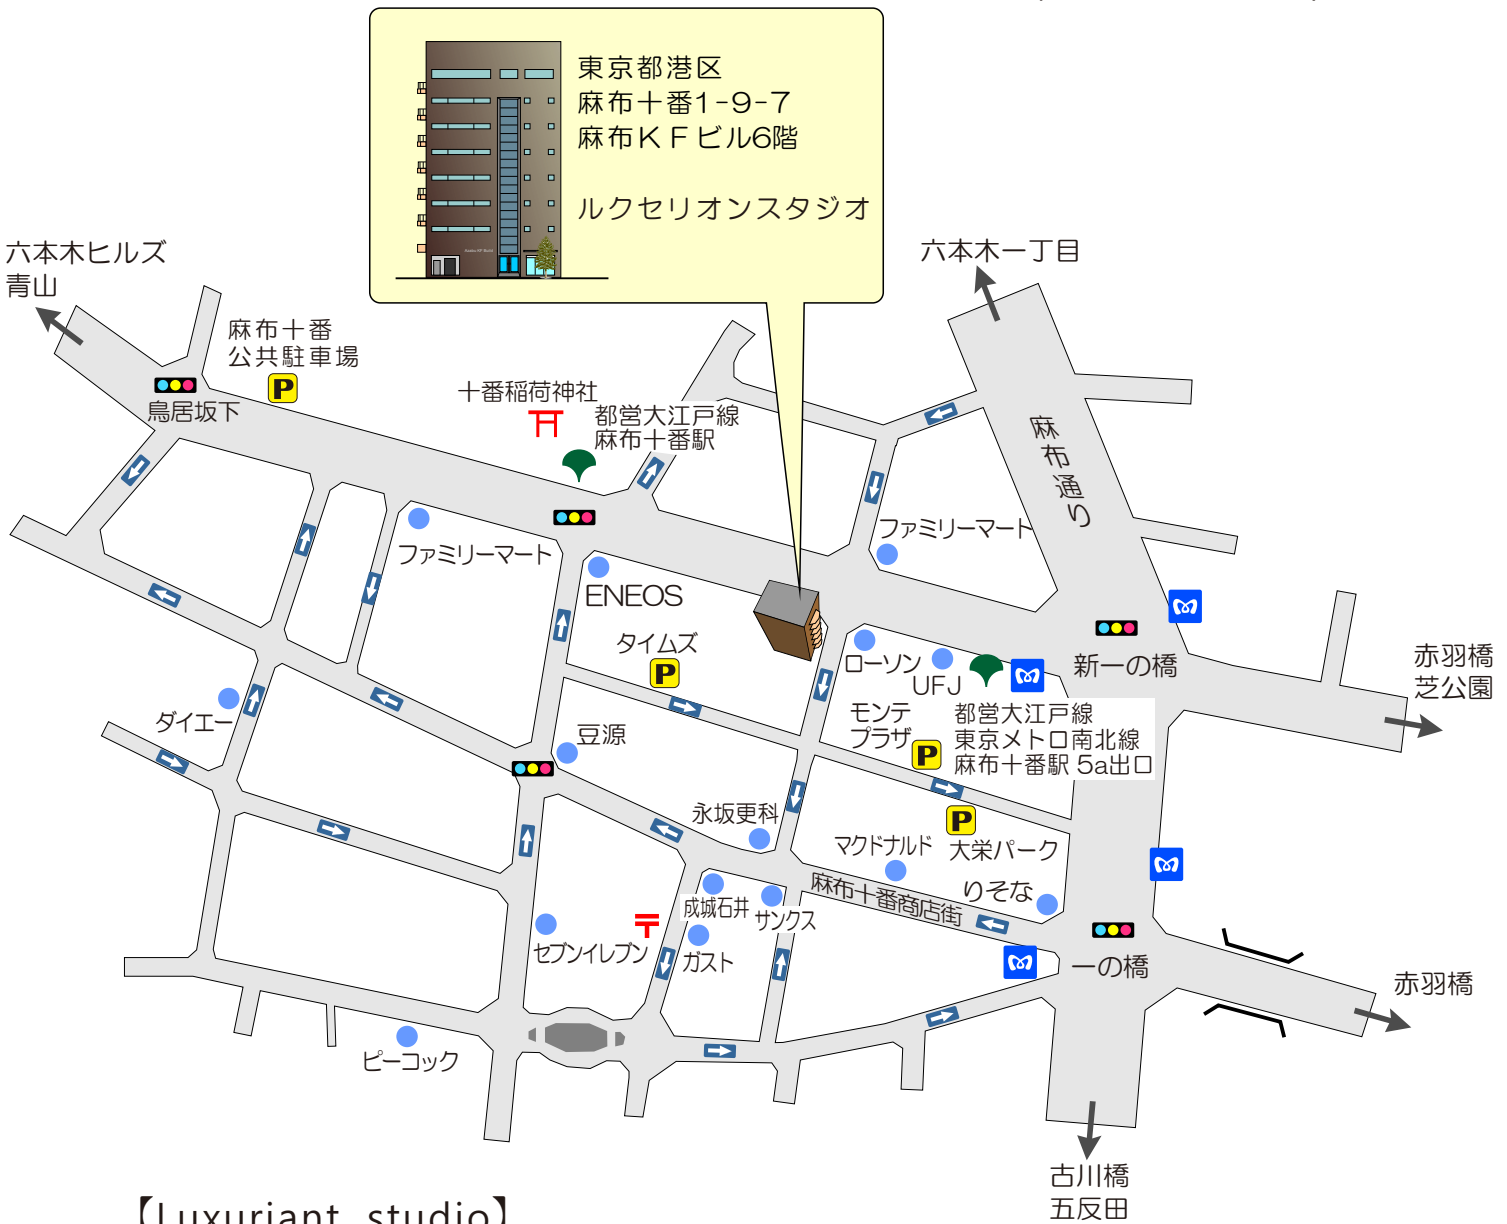 東京都港区
麻布十番1-9-7
麻布KFビル6階
ルクセリオンスタジオ
六本木ヒルズ
青山
六本木一丁目
麻布十番
公共駐車場
鳥居坂下
十番稲荷神社
都営大江戸線
麻布十番駅
麻布通り
ファミリーマート
ファミリーマート
ENEOS
タイムズ
ローソン
UFJ
新一の橋
赤羽橋
芝公園
モンテ
プラザ
都営大江戸線
東京メトロ南北線
麻布十番駅 5a出口
ダイエー
豆源
永坂更科
マクドナルド
大栄パーク
麻布十番商店街
りそな
成城石井
サンクス
セブンイレブン
ガスト
一の橋
赤羽橋
ピーコック
古川橋
五反田
【Luxuriant studio】